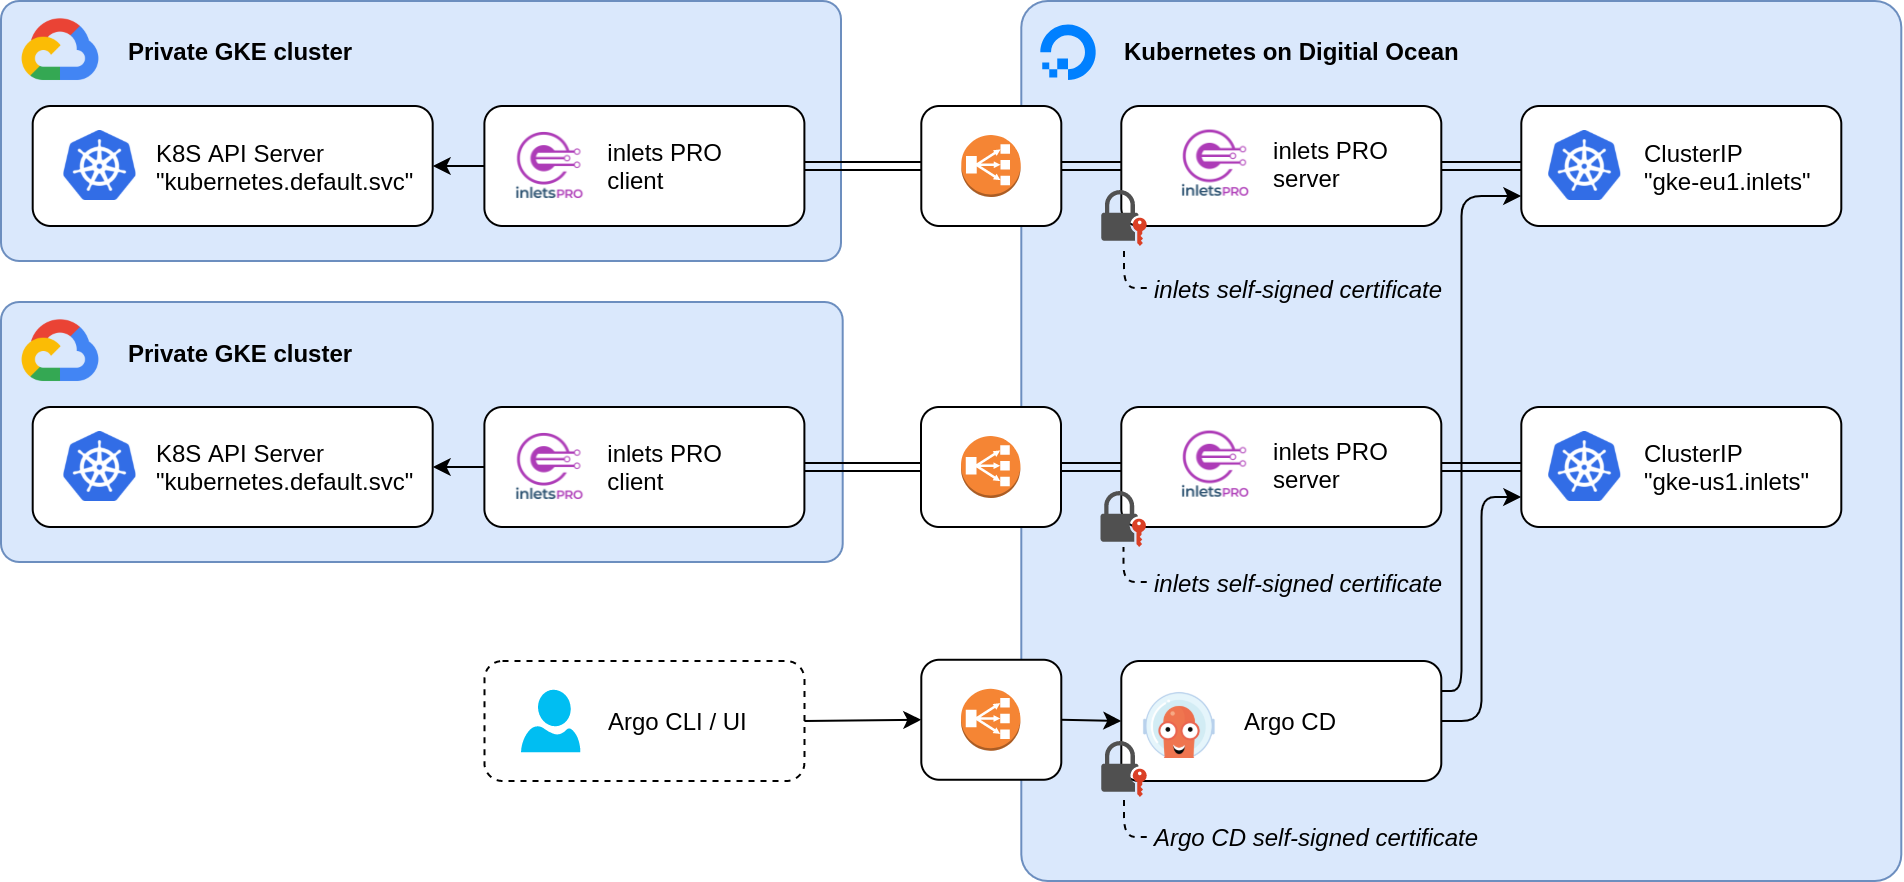 Private GKE cluster
K8S API Server
"kubernetes.default.svc"
inletsPRO
inlets PRO
client
Kubernetes on Digitial Ocean
inletsPRO
inlets PRO
server
ClusterIP
"gke-eu1.inlets"
inlets self-signed certificate
Private GKE cluster
K8S API Server
"kubernetes.default.svc"
inletsPRO
inlets PRO
client
inletsPRO
inlets PRO
server
ClusterIP
"gke-us1.inlets"
inlets self-signed certificate
Argo CLI / UI
Argo CD
Argo CD self-signed certificate